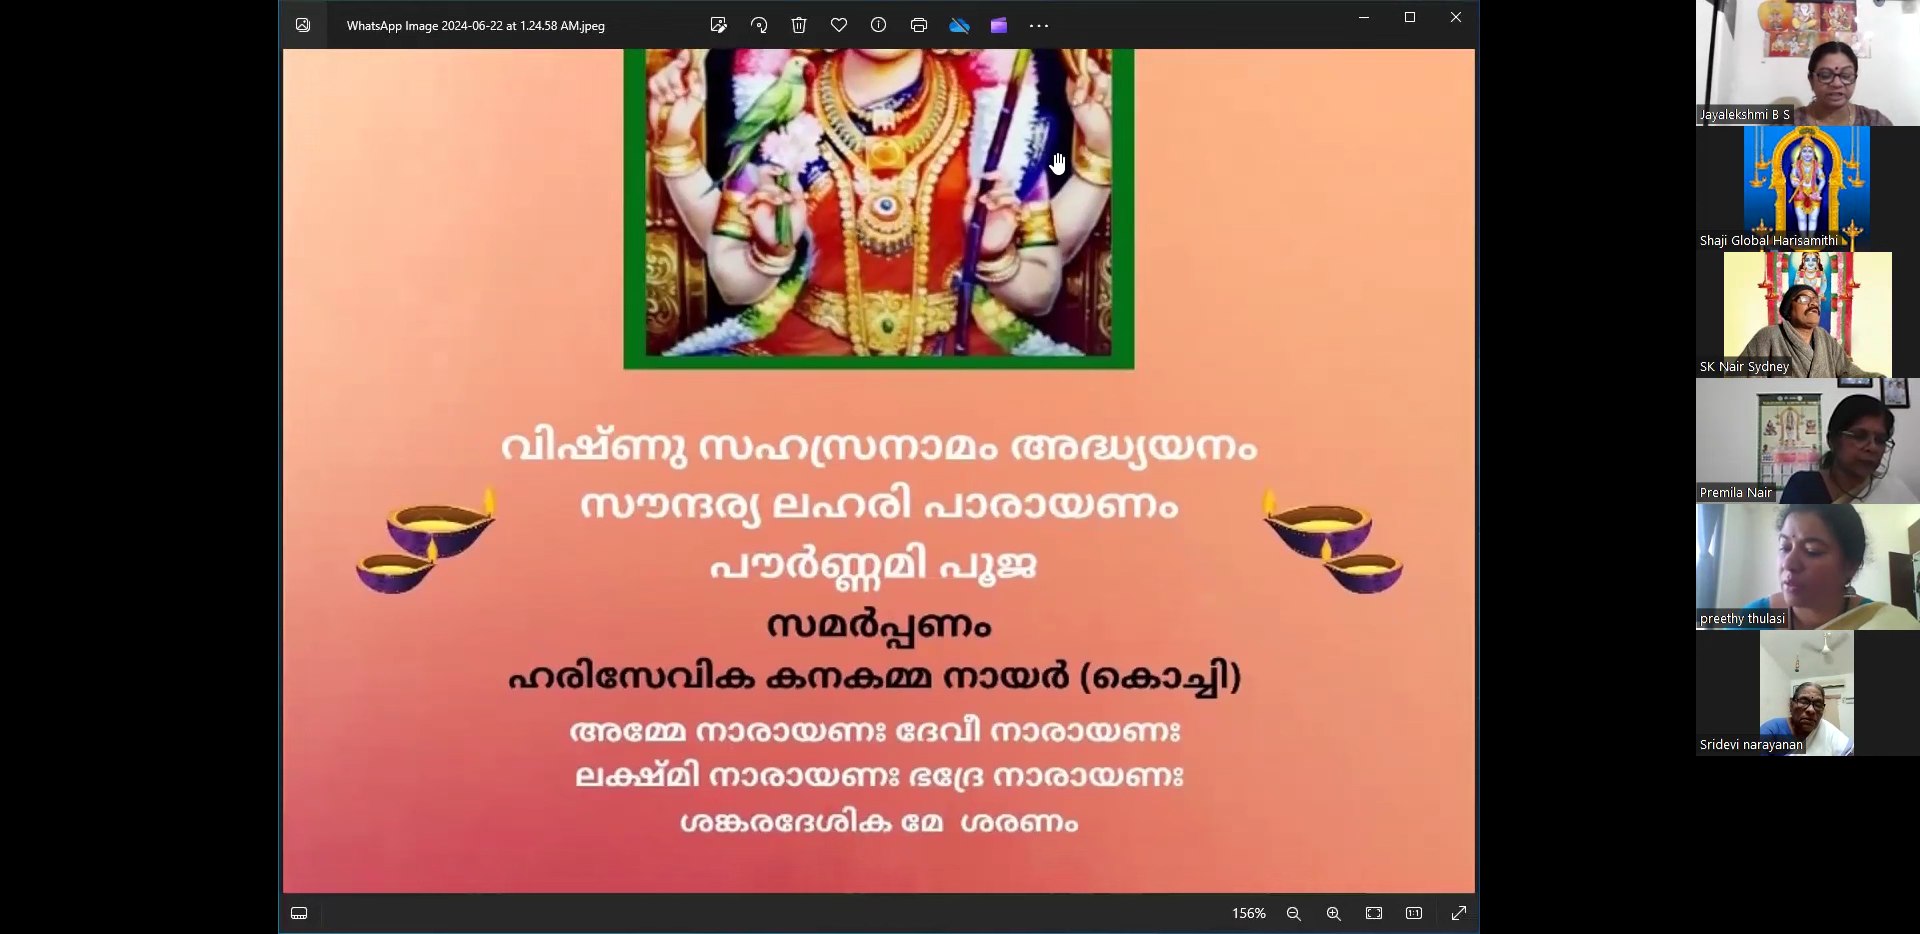 WhatsApp Image 2024-06-22 at 1.24.58 AM.jpeg
വിഷ്ണു സഹസ്രനാമം അദ്ധ്യയനം
സൗന്ദര്യ ലഹരി പാരായണം
പൗർണ്ണമി പൂജ
സമർപ്പണം
ഹരിസേവിക കനകമ്മ നായർ (കൊച്ചി)
അമ്മേ നാരായണഃ ദേവീ നാരായണഃ
ലക്ഷ്മി നാരായണഃ ഭദ്രേ നാരായണഃ
ശങ്കരദേശിക മേ ശരണം
156%
Jayalekshmi B S
Shaji Global Harisamithi
SK Nair Sydney
Premila Nair
preethy thulasi
Sridevi narayanan